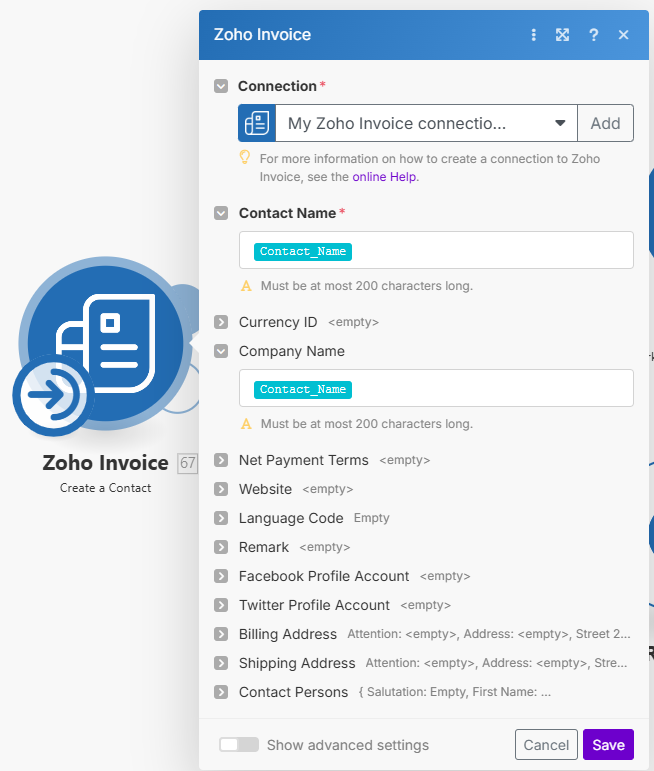 Zoho Invoice
?
Connection *
My Zoho Invoice connectio...
Add
For more information on how to create a connection to Zoho
Invoice, see the online Help.
Contact Name *
Contact_Name
Must be at most 200 characters long.
Currency ID <empty>
Company Name
Contact_Name
Must be at most 200 characters long.
Net Payment Terms <empty>
Website <empty>
Language Code Empty
Remark <empty>
Facebook Profile Account <empty>
Twitter Profile Account <empty>
Billing Address Attention: <empty>, Address: <empty>, Street 2...
Shipping Address Attention: <empty>, Address: <empty>, Stre...
Contact Persons { Salutation: Empty, First Name: ...
Show advanced settings
Cancel
Save
Zoho Invoice 67
Create a Contact